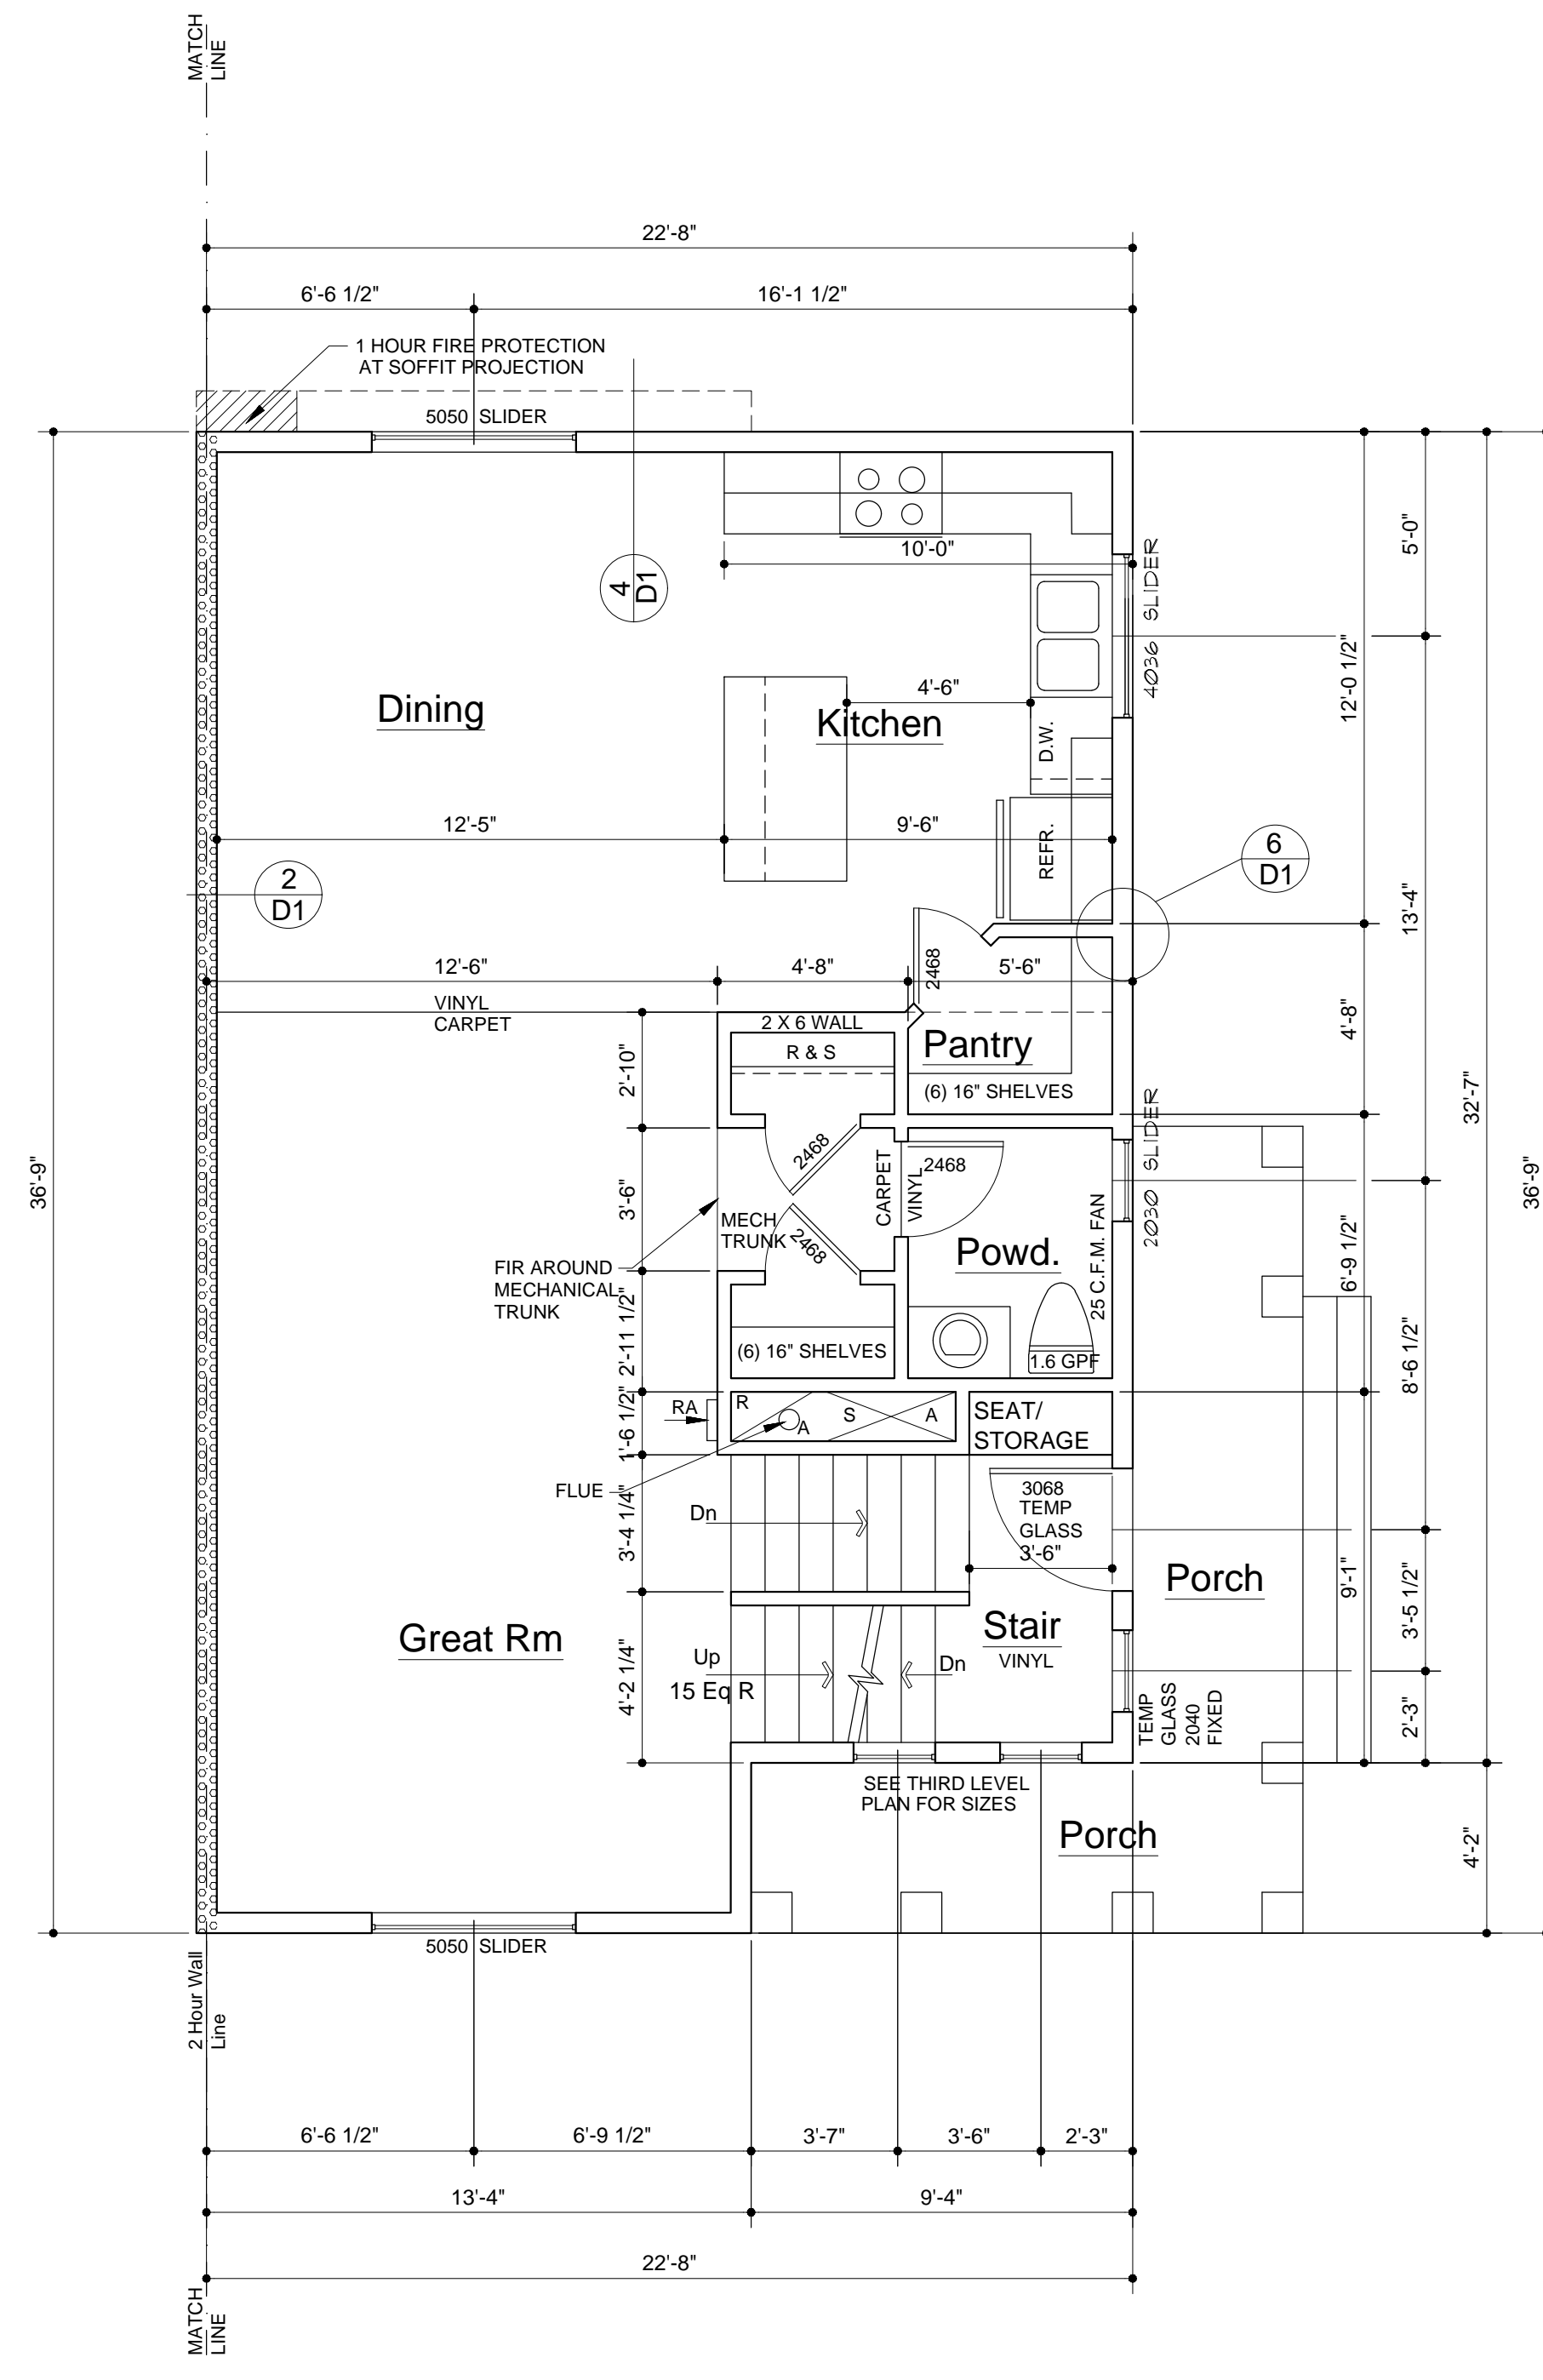 MATCH
LINE
22'-8"
6'-6 1/2"
16'-1 1/2"
1 HOUR FIRE PROTECTION
AT SOFFIT PROJECTION
5050 SLIDER
10'-0"
4
D1
4036 SLIDER
5'-0"
12'-0 1/2"
Dining
Kitchen
4'-6"
D.W.
12'-5"
9'-6"
REFR.
6
D1
2
D1
13'-4"
12'-6"
4'-8"
5'-6"
2468
VINYL
CARPET
2 X 6 WALL
R & S
Pantry
(6) 16" SHELVES
4'-8"
2'-10"
32'-7"
36'-9"
36'-9"
2468
CARPET
VINYL
2468
2030 SLIDER
3'-6"
MECH
TRUNK
2468
Powd.
25 C.F.M. FAN
6'-9 1/2"
FIR AROUND
MECHANICAL
TRUNK
2'-11 1/2"
(6) 16" SHELVES
1.6 GPF
8'-6 1/2"
RA
R
A
S
A
SEAT/
STORAGE
1'-6 1/2"
FLUE
Dn
3068
TEMP
GLASS
3'-6"
3'-4 1/4"
Porch
9'-1"
3'-5 1/2"
Great Rm
Stair
VINYL
Up
15 Eq R
Dn
4'-2 1/4"
TEMP
GLASS
2040
FIXED
2'-3"
SEE THIRD LEVEL
PLAN FOR SIZES
Porch
4'-2"
5050 SLIDER
2 Hour Wall
Line
6'-6 1/2"
6'-9 1/2"
3'-7"
3'-6"
2'-3"
13'-4"
9'-4"
22'-8"
MATCH
LINE